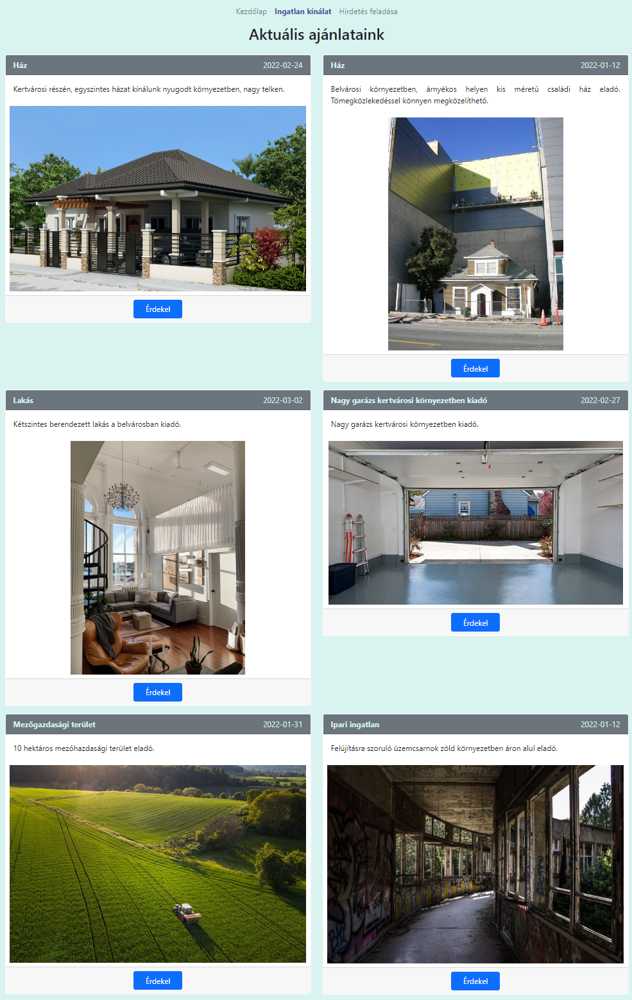 Kezdőlap Ingatlan kínálat Hirdetés feladása
Aktuális ajánlataink
Ház 2022-02-24
Kertvárosi részén, egyszintes házat kínálunk nyugodt környezetben, nagy telken.
Érdekel
Ház 2022-01-12
Belvárosi környezetben, árnyékos helyen kis méretú családi ház eladó.
Tömegközlekedéssel könnyen megközelíthető.
Érdekel
Lakás 2022-03-02
Kétszintes berendezett lakás a belvárosban kiadó.
Érdekel
Nagy garázs kertvárosi környezetben kiadó 2022-02-27
Nagy garázs kertvárosi környezetben kiadó.
Érdekel
Mezőgazdasági terület 2022-01-31
10 hektáros mezóhazdasági terület eladó.
Érdekel
Ipari ingatlan 2022-01-12
Felújításra szoruló üzemcsarnok zöld környezetben áron alul eladó.
Érdekel